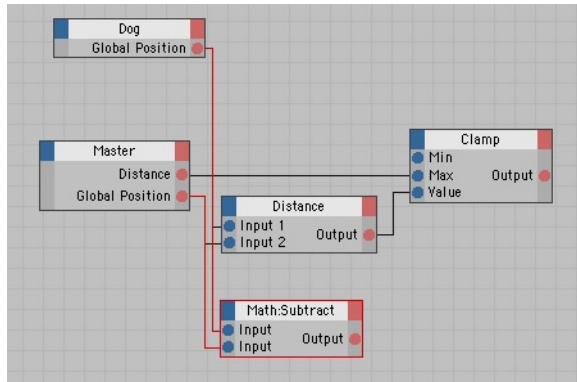 Dog
Global Position
Master
Distance
Global Position
Clamp
Min
Max Output
Value
Distance
Input 1
Output
Input 2
Math:Subtract
Input
Output
Input